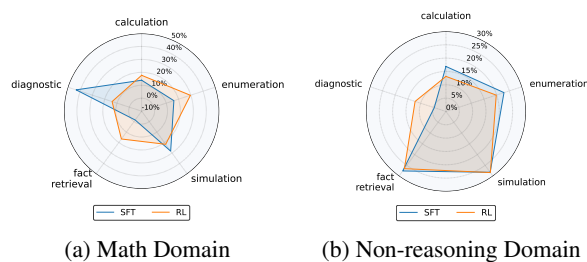 calculation
50%
40%
30%
20%
10%
0%
-10%
diagnostic
enumeration
fact
retrieval
simulation
SFT
RL
(a) Math Domain
calculation
30%
25%
20%
15%
10%
5%
0%
diagnostic
enumeration
fact
retrieval
simulation
SFT
RL
(b) Non-reasoning Domain